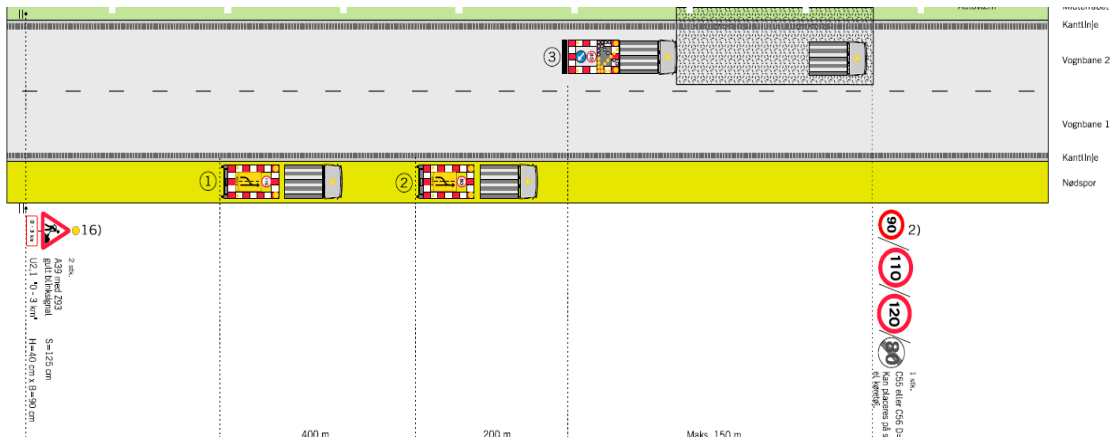 Kantlinje
Vognbane 2
Vognbane 1
Kantlinje
Nødspor
3
1
2
16)
0 - 3 km
2 stk.
A39 med Z93
gult blinksignal
U2,1 "0 - 3 km"
S=125 cm
H=40 cm x B=90 cm
90
2)
110
120
80
1 stk.
C55 eller C56 D=
Kan placeres på s
ej køretøj.
400 m
200 m
Maks. 150 m